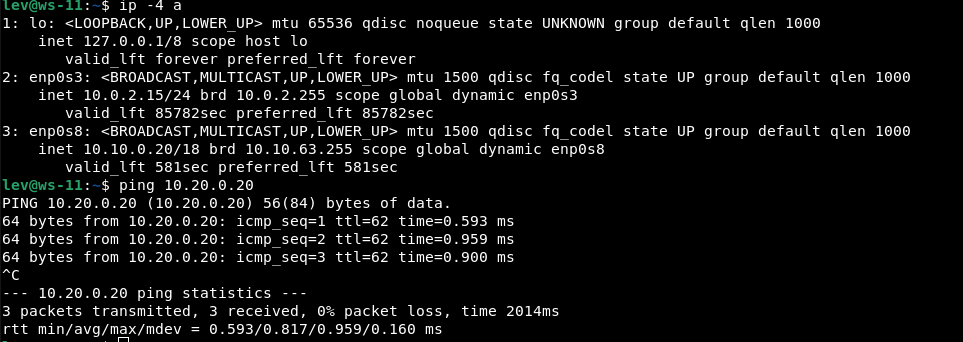 lev@ws-11:~$ ip -4 a
1: lo: <LOOPBACK,UP,LOWER_UP> mtu 65536 qdisc noqueue state UNKNOWN group default qlen 1000
    inet 127.0.0.1/8 scope host lo
       valid_lft forever preferred_lft forever
2: enp0s3: <BROADCAST,MULTICAST,UP,LOWER_UP> mtu 1500 qdisc fq_codel state UP group default qlen 1000
    inet 10.0.2.15/24 brd 10.0.2.255 scope global dynamic enp0s3
       valid_lft 85782sec preferred_lft 85782sec
3: enp0s8: <BROADCAST,MULTICAST,UP,LOWER_UP> mtu 1500 qdisc fq_codel state UP group default qlen 1000
    inet 10.10.0.20/18 brd 10.10.63.255 scope global dynamic enp0s8
       valid_lft 581sec preferred_lft 581sec
lev@ws-11:~$ ping 10.20.0.20
PING 10.20.0.20 (10.20.0.20) 56(84) bytes of data.
64 bytes from 10.20.0.20: icmp_seq=1 ttl=62 time=0.593 ms
64 bytes from 10.20.0.20: icmp_seq=2 ttl=62 time=0.959 ms
64 bytes from 10.20.0.20: icmp_seq=3 ttl=62 time=0.900 ms
^C
--- 10.20.0.20 ping statistics ---
3 packets transmitted, 3 received, 0% packet loss, time 2014ms
rtt min/avg/max/mdev = 0.593/0.817/0.959/0.160 ms